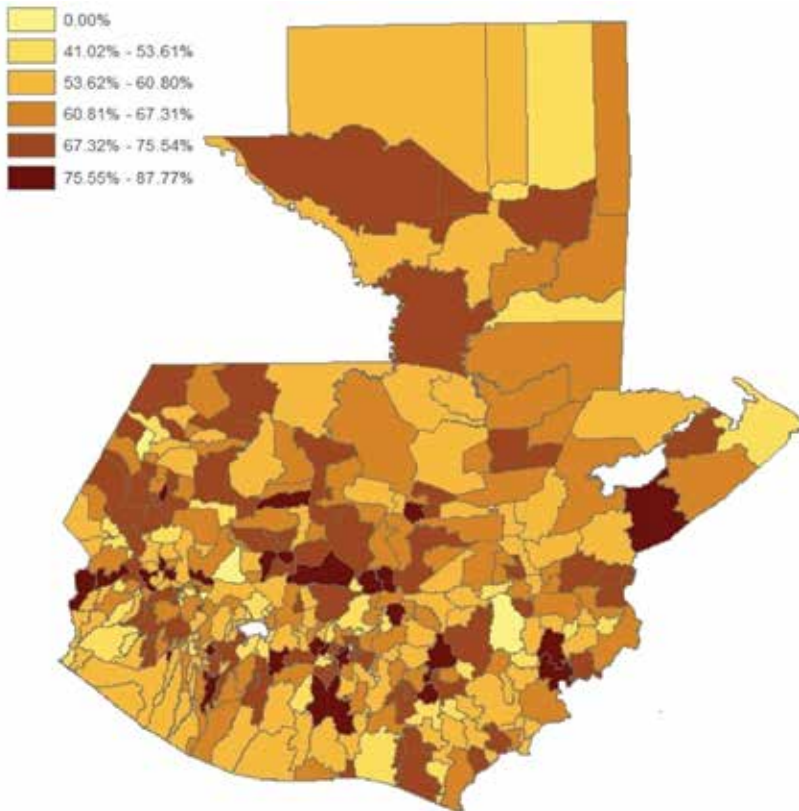 0.00%
41.02% - 53.61%
53.62% - 60.80%
60.81% - 67.31%
67.32% - 75.54%
75.55% - 87.77%